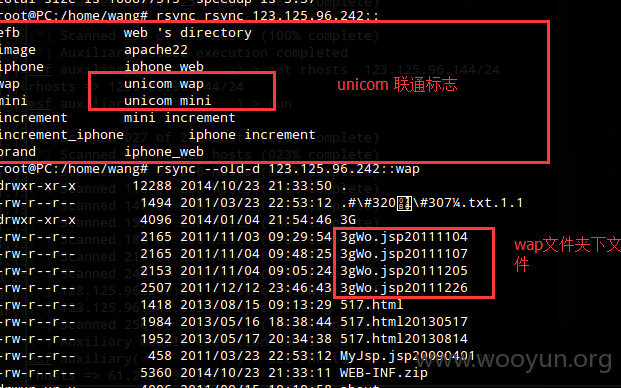 root@PC:/home/wang# rsync rsync 123.125.96.242::
efb web 's directory
image apache22
iphone iphone web
wap unicom wap
mini unicom mini
increment mini increment
increment_iphone iphone increment
brand iphone_web
unicom 联通标志
root@PC:/home/wang# rsync --old-d 123.125.96.242::wap
drwxr-xr-x 12288 2014/10/23 21:33:50 .
-rw-r--r-- 1494 2011/03/23 22:53:12 .#\#320\#307¼.txt.1.1
drwxr-xr-x 4096 2014/01/04 21:54:46 3G
-rw-r--r-- 2165 2011/11/03 09:29:54 3gWo.jsp20111104
-rw-r--r-- 2165 2011/11/04 09:48:25 3gWo.jsp20111107
-rw-r--r-- 2153 2011/11/04 09:05:24 3gWo.jsp20111205
-rw-r--r-- 2507 2011/12/12 23:46:43 3gWo.jsp20111226
-rw-r--r-- 1418 2013/08/15 09:13:29 517.html
-rw-r--r-- 1984 2013/05/16 18:38:44 517.html20130517
-rw-r--r-- 1952 2013/05/17 20:34:38 517.html20130814
-rw-r--r-- 458 2011/03/23 22:53:12 MyJsp.jsp20090401
-rw-r--r-- 5360 2014/10/23 21:33:11 WEB-INF.zip
wap文件夹下文
件
www.wooyun.org